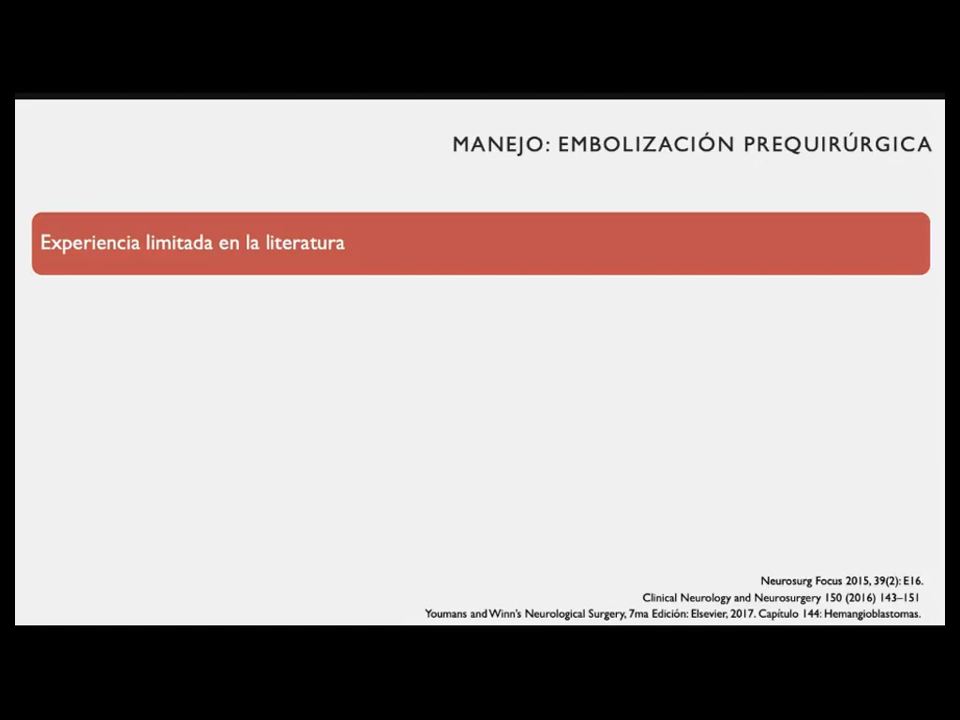 MANEJO: EMBOLIZACIÓN PREQUIRÚRGICA
Experiencia limitada en la literatura
Neurosurg Focus 2015, 39(2): E16.
Clinical Neurology and Neurosurgery 150 (2016) 143–151
Youmans and Winn's Neurological Surgery, 7ma Edición: Elsevier, 2017. Capítulo 144: Hemangioblastomas.